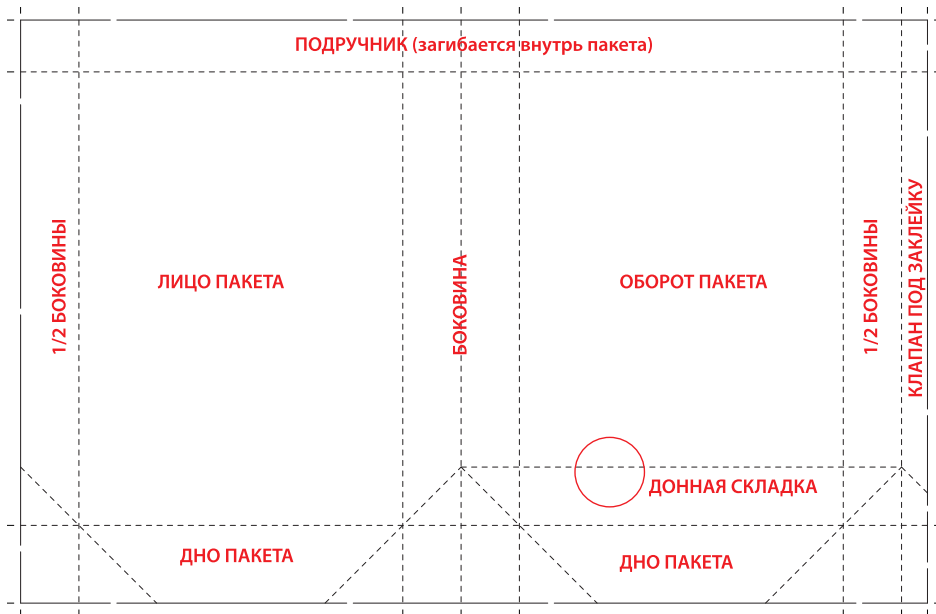 ПОДРУЧНИК (загибается внутрь пакета)
1/2 БОКОВИНЫ
ЛИЦО ПАКЕТА
БОКОВИНА
ОБОРОТ ПАКЕТА
1/2 БОКОВИНЫ
КЛАПАН ПОД ЗАКЛЕЙКУ
ДОННАЯ СКЛАДКА
ДНО ПАКЕТА
ДНО ПАКЕТА